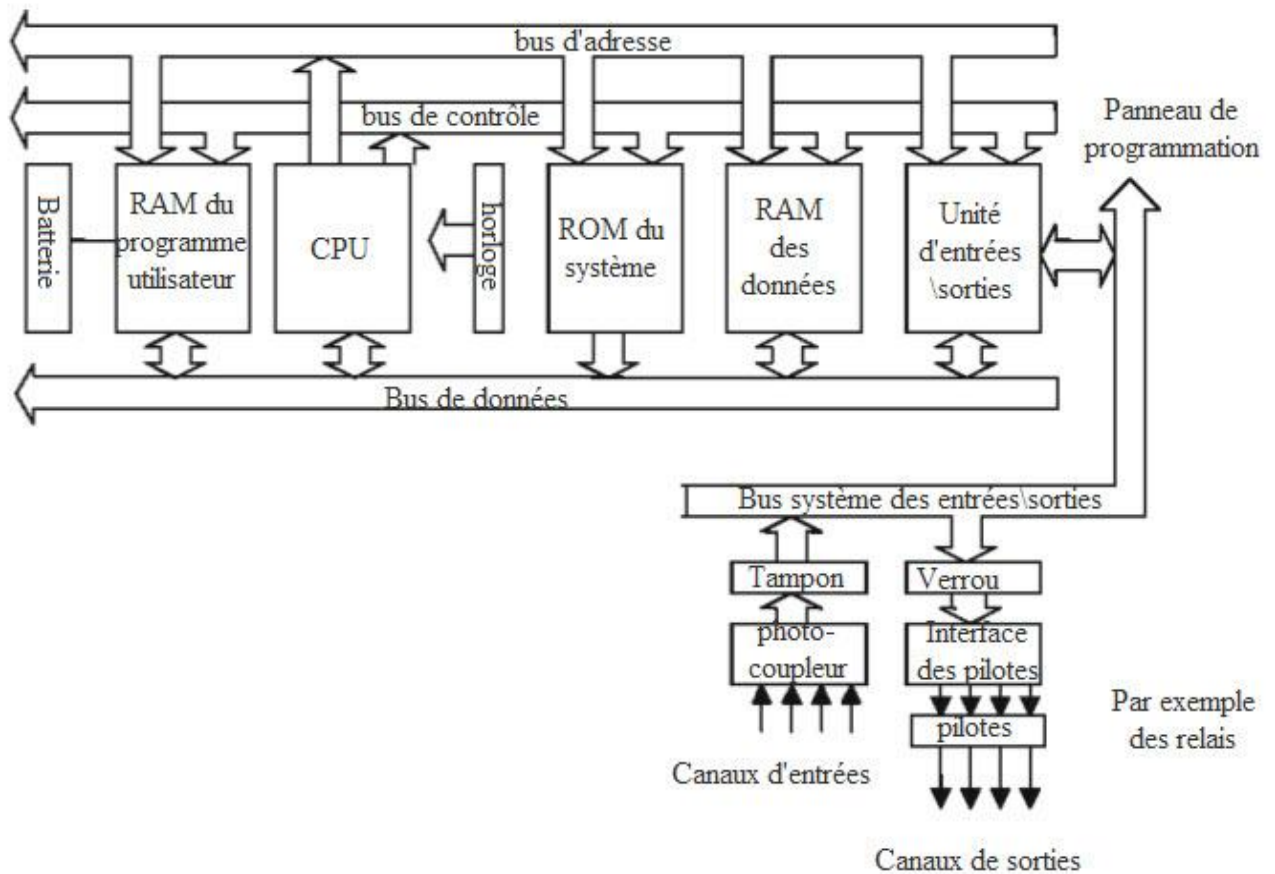 bus d'adresse
bus de contrôle
Panneau de
programmation
Batterie
RAM du
programme
utilisateur
CPU
horloge
ROM du
système
RAM
des
données
Unité
d'entrées
\sorties
Bus de données
Bus système des entrées\sorties
Tampon
Verrou
photo-
coupleur
Interface
des pilotes
pilotes
Par exemple
des relais
Canaux d'entrées
Canaux de sorties